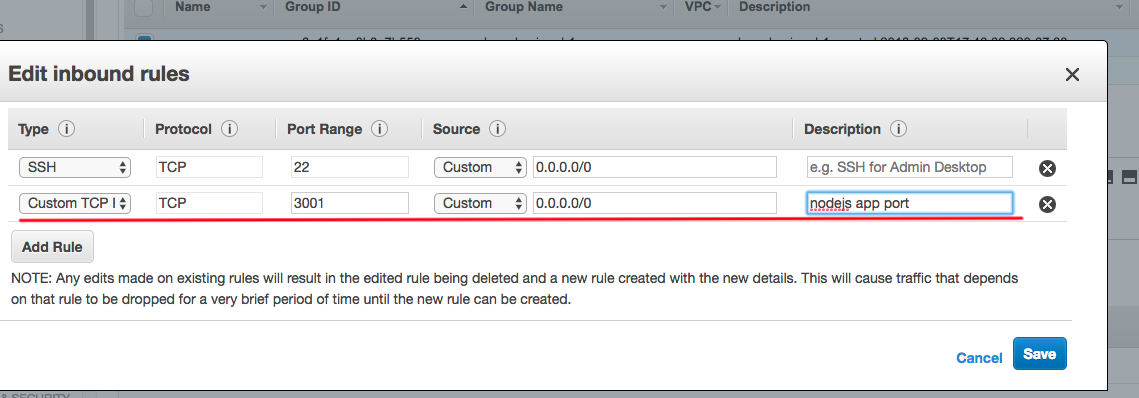 Name Group ID Group Name VPC Description
Edit inbound rules
Type Protocol Port Range Source Description
SSH TCP 22 Custom 0.0.0.0/0 e.g. SSH for Admin Desktop
Custom TCP TCP 3001 Custom 0.0.0.0/0 nodejs app port
Add Rule
NOTE: Any edits made on existing rules will result in the edited rule being deleted and a new rule created with the new details. This will cause traffic that depends
on that rule to be dropped for a very brief period of time until the new rule can be created.
Cancel Save
& SECURITY